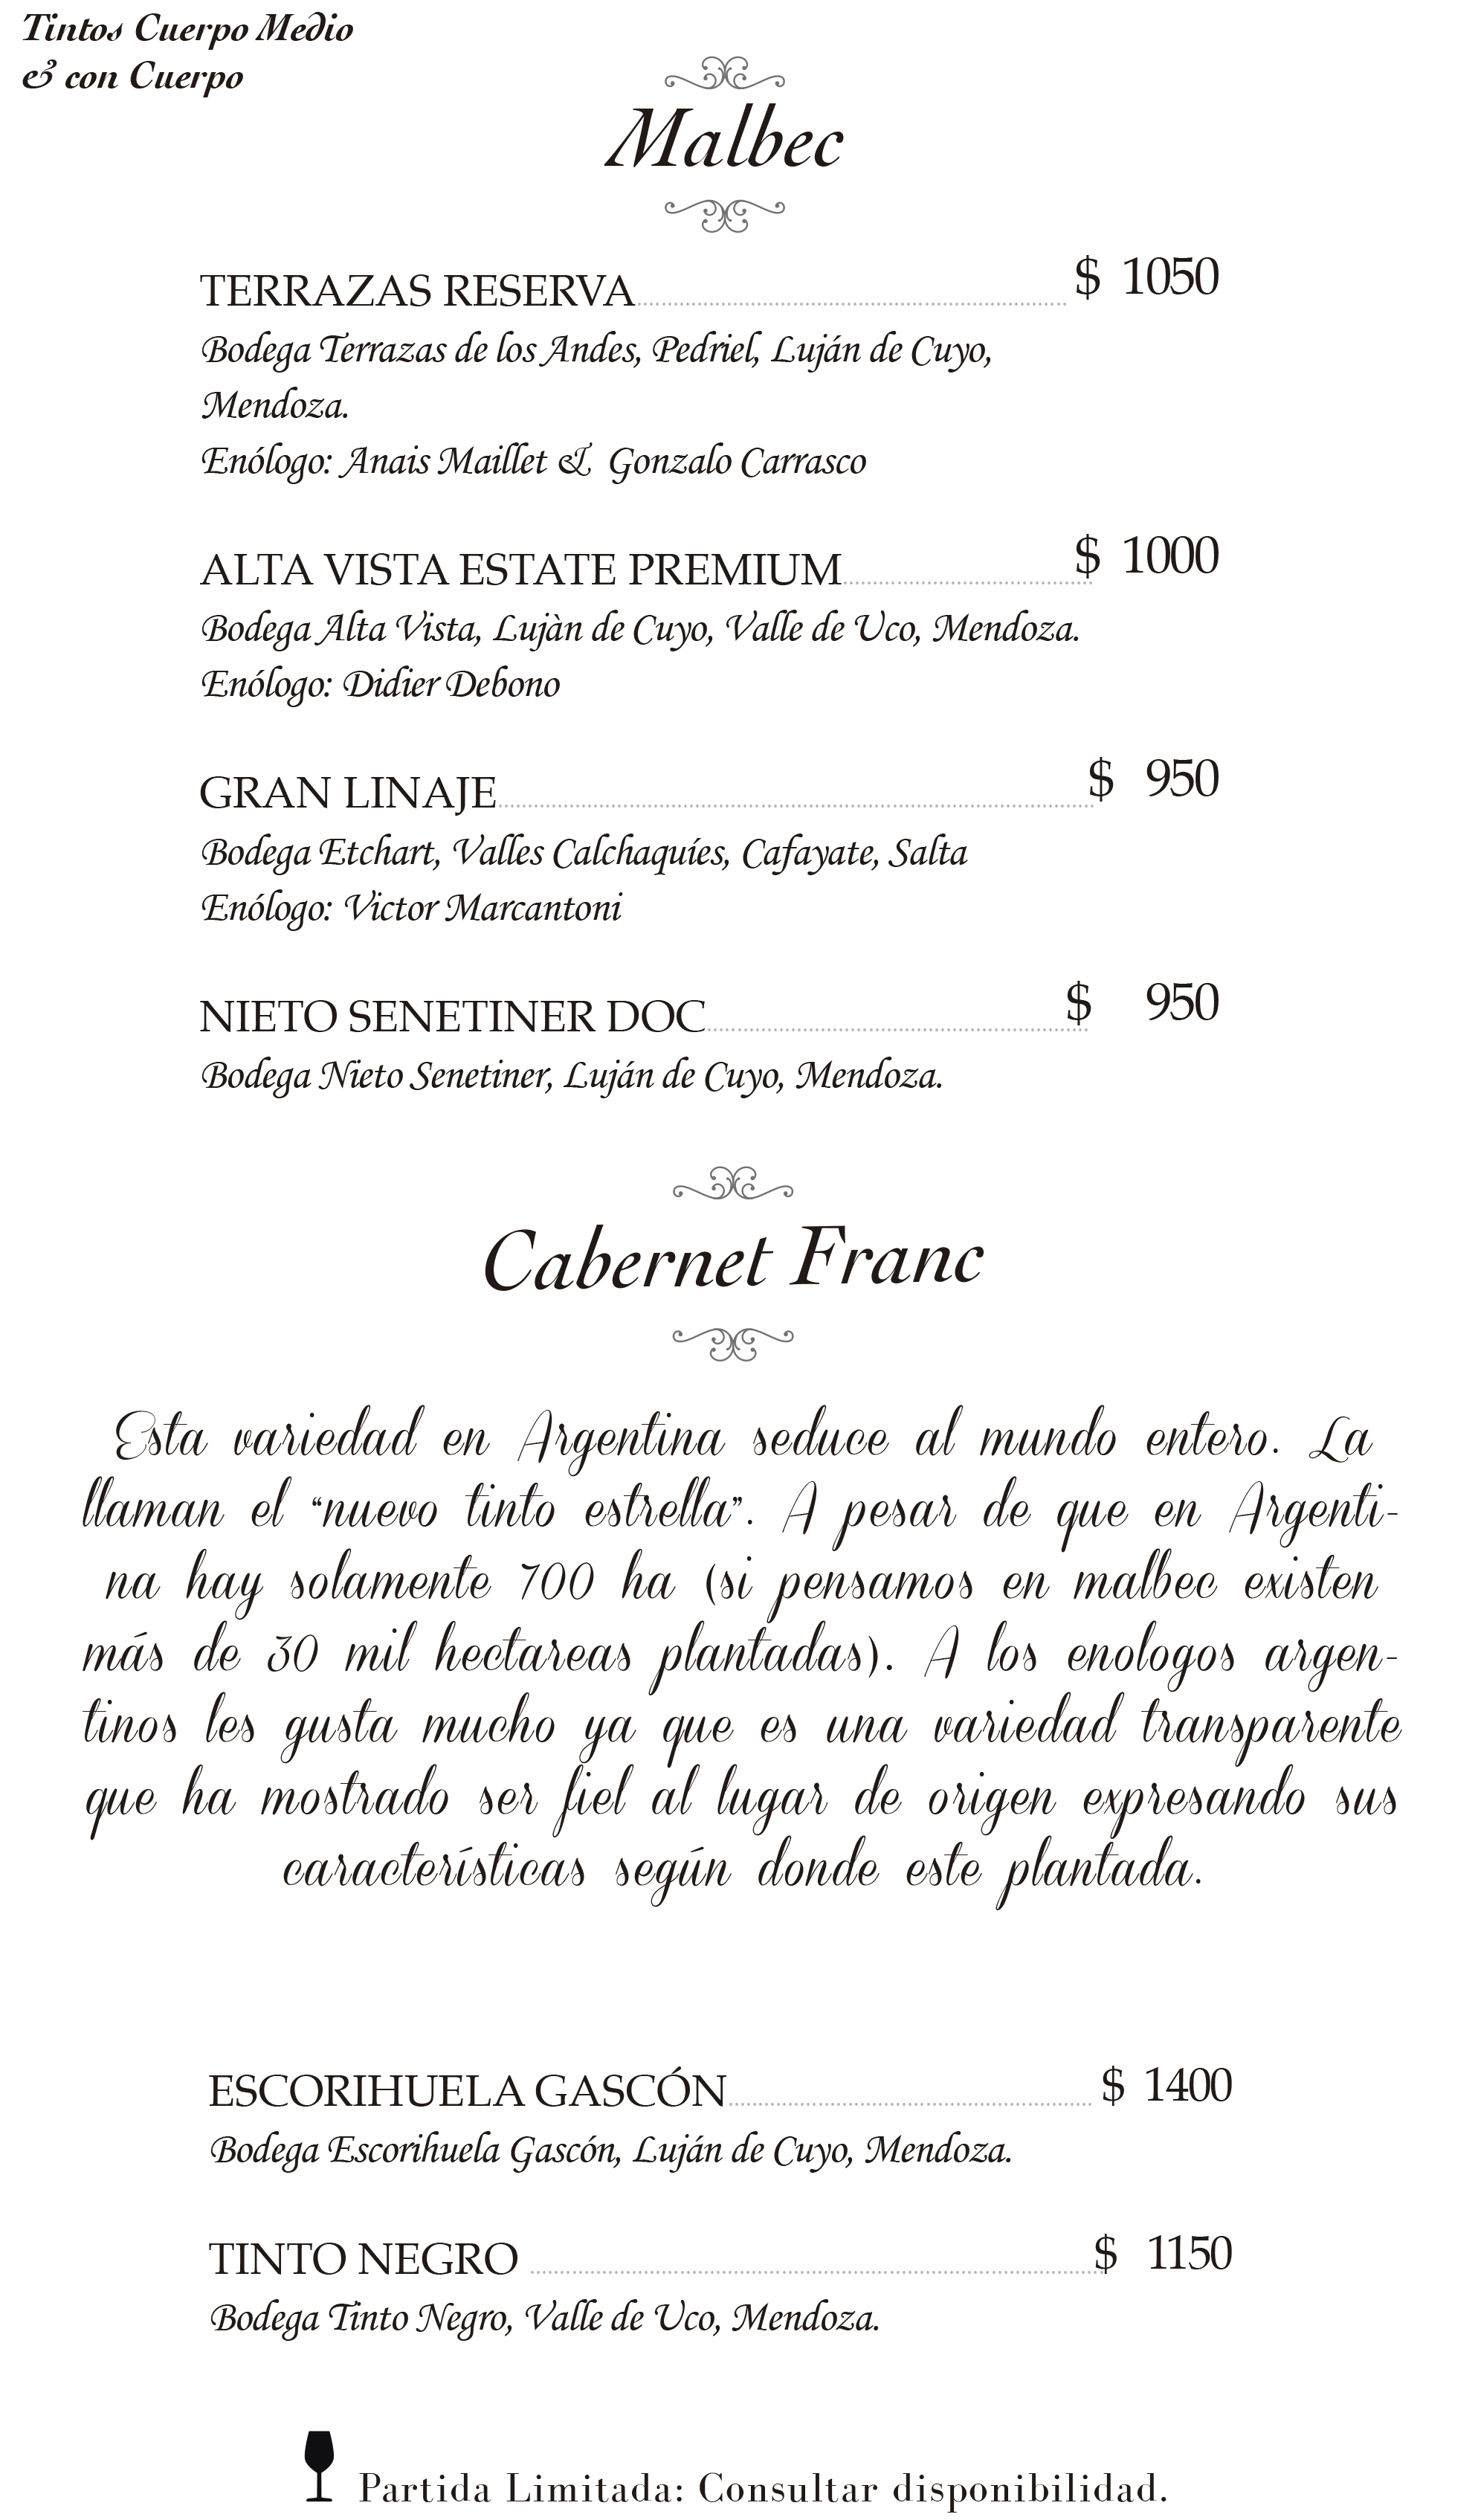 Tintos Cuerpo Medio
& con Cuerpo
Malbec
TERRAZAS RESERVA $ 1050
Bodega Terrazas de los Andes, Pedriel, Luján de Cuyo,
Mendoza.
Enólogo: Anais Maillet & Gonzalo Carrasco
ALTA VISTA ESTATE PREMIUM $ 1000
Bodega Alta Vista, Lujàn de Cuyo, Valle de Uco, Mendoza.
Enólogo: Didier Debono
GRAN LINAJE $ 950
Bodega Etchart, Valles Calchaquíes, Cafayate, Salta
Enólogo: Victor Marcantoni
NIETO SENETINER DOC $ 950
Bodega Nieto Senetiner, Luján de Cuyo, Mendoza.
Cabernet Franc
Esta variedad en Argentina seduce al mundo entero. La
llaman el “nuevo tinto estrella”. A pesar de que en Argenti-
na hay solamente 700 ha (si pensamos en malbec existen
más de 30 mil hectareas plantadas). A los enologos argen-
tinos les gusta mucho ya que es una variedad transparente
que ha mostrado ser fiel al lugar de origen expresando sus
características según donde este plantada.
ESCORIHUELA GASCÓN $ 1400
Bodega Escorihuela Gascón, Luján de Cuyo, Mendoza.
TINTO NEGRO $ 1150
Bodega Tinto Negro, Valle de Uco, Mendoza.
Partida Limitada: Consultar disponibilidad.